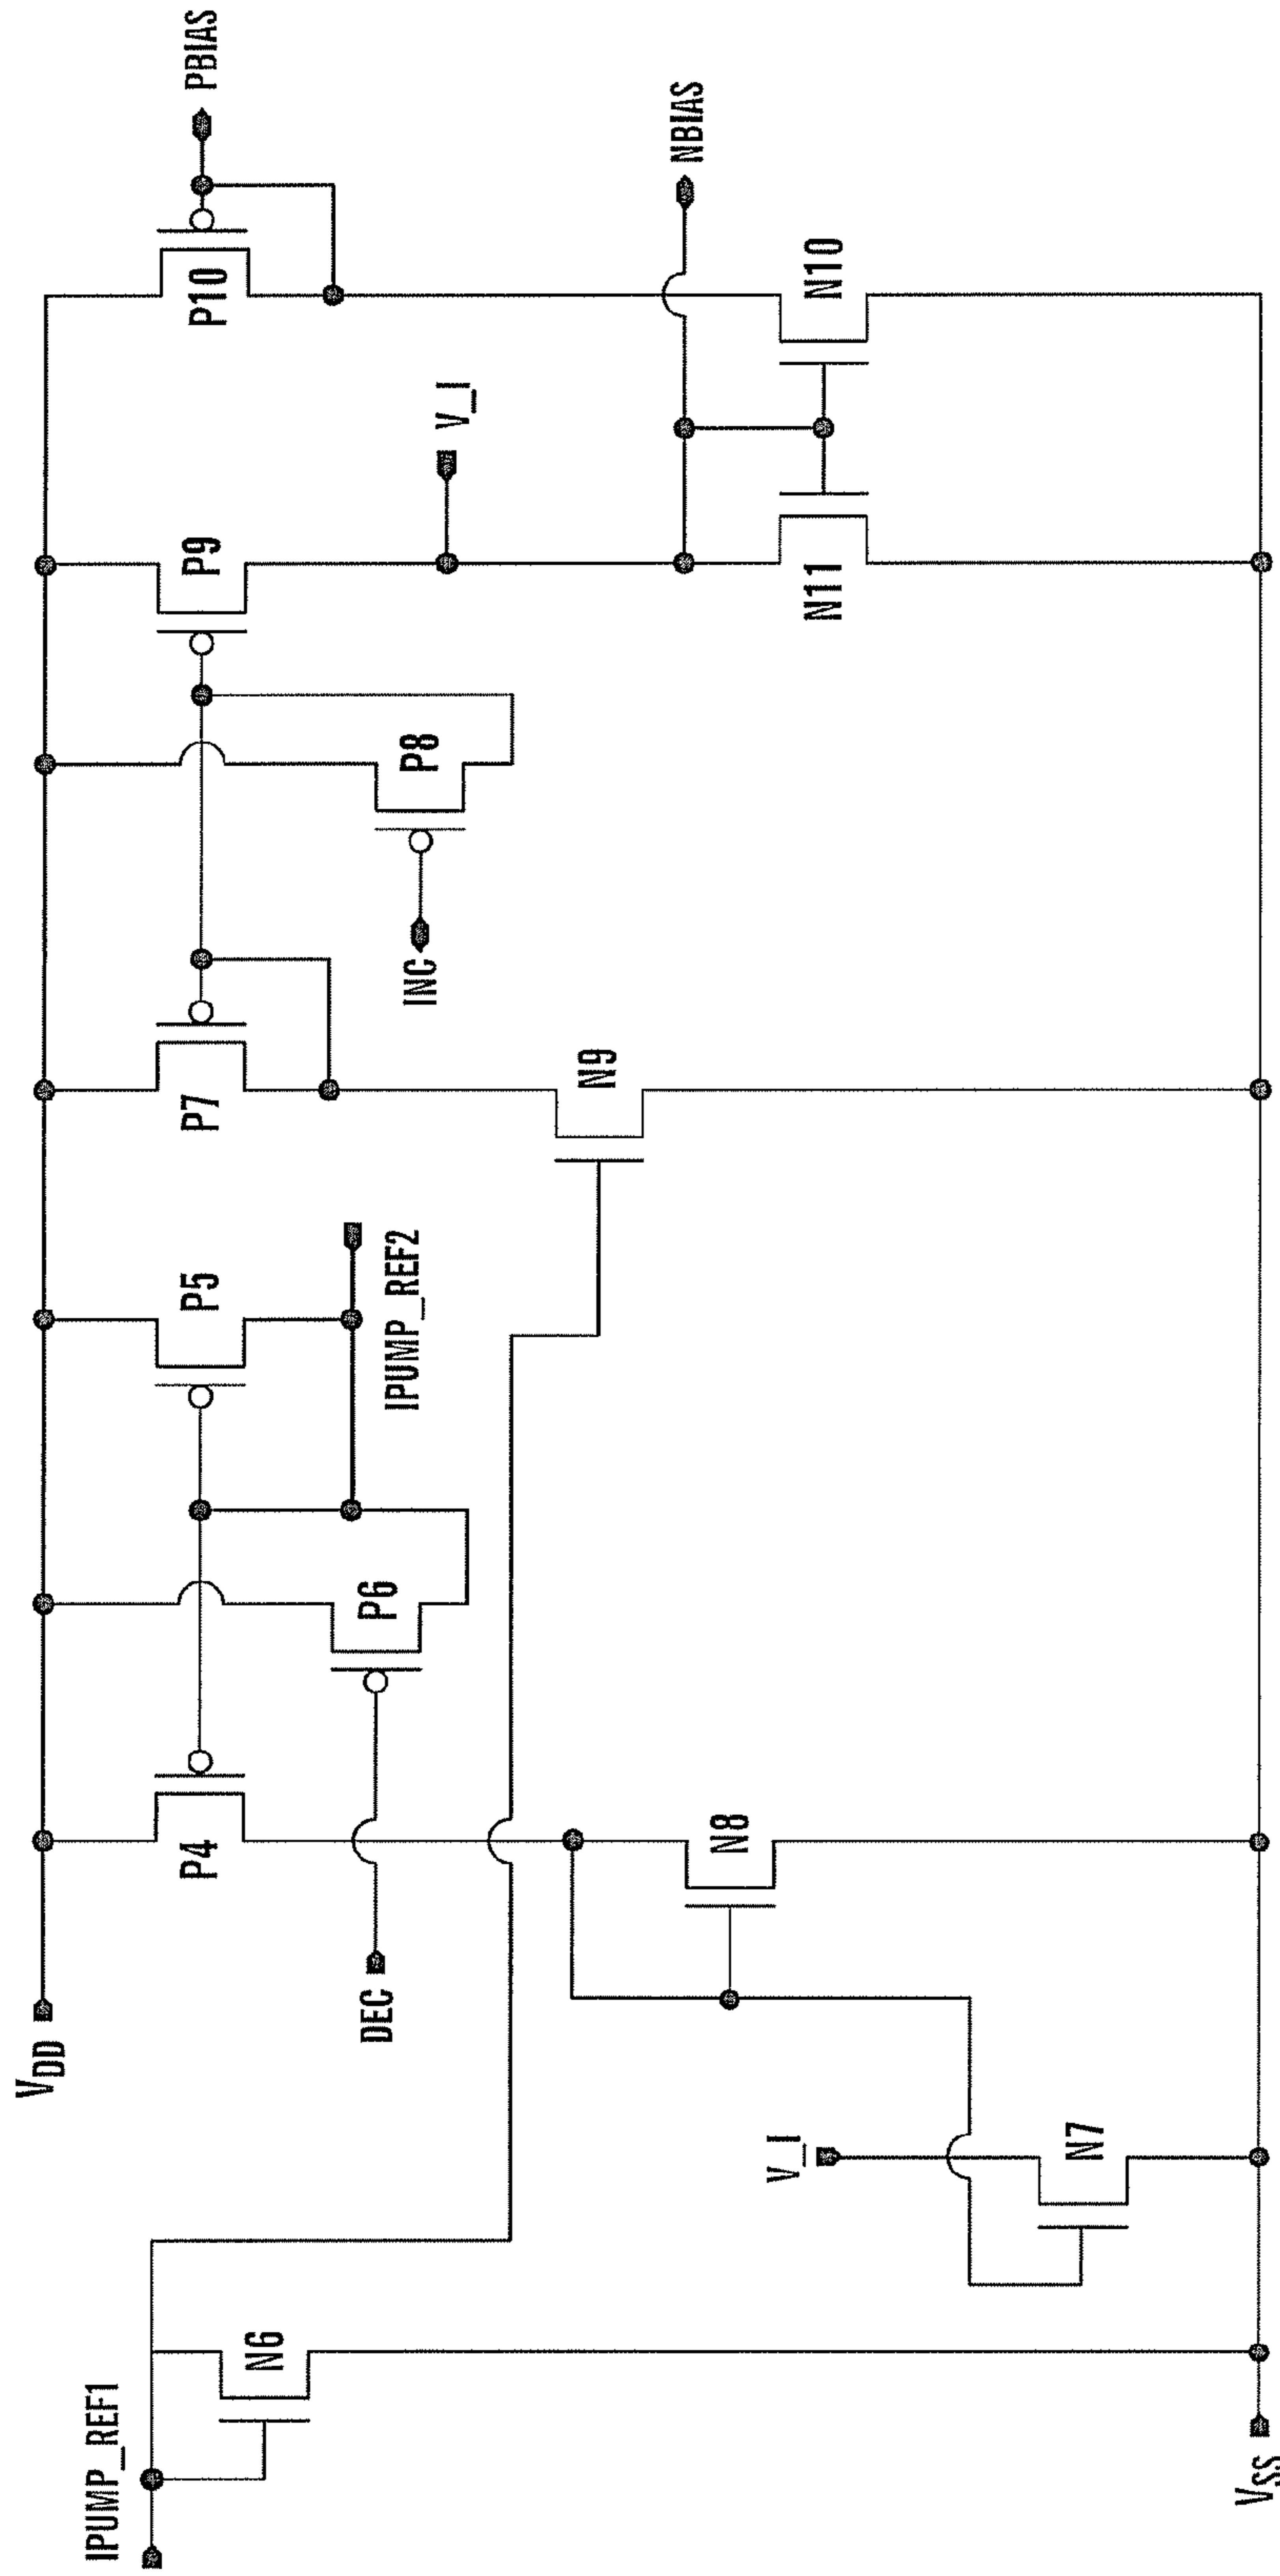 IPUMP_REF1
N6
VSS
VDD
V_I
N7
DEC
P4
N8
P6
P5
IPUMP_REF2
P7
N9
INC
P8
P9
V_I
N11
P10
N10
PBIAS
NBIAS